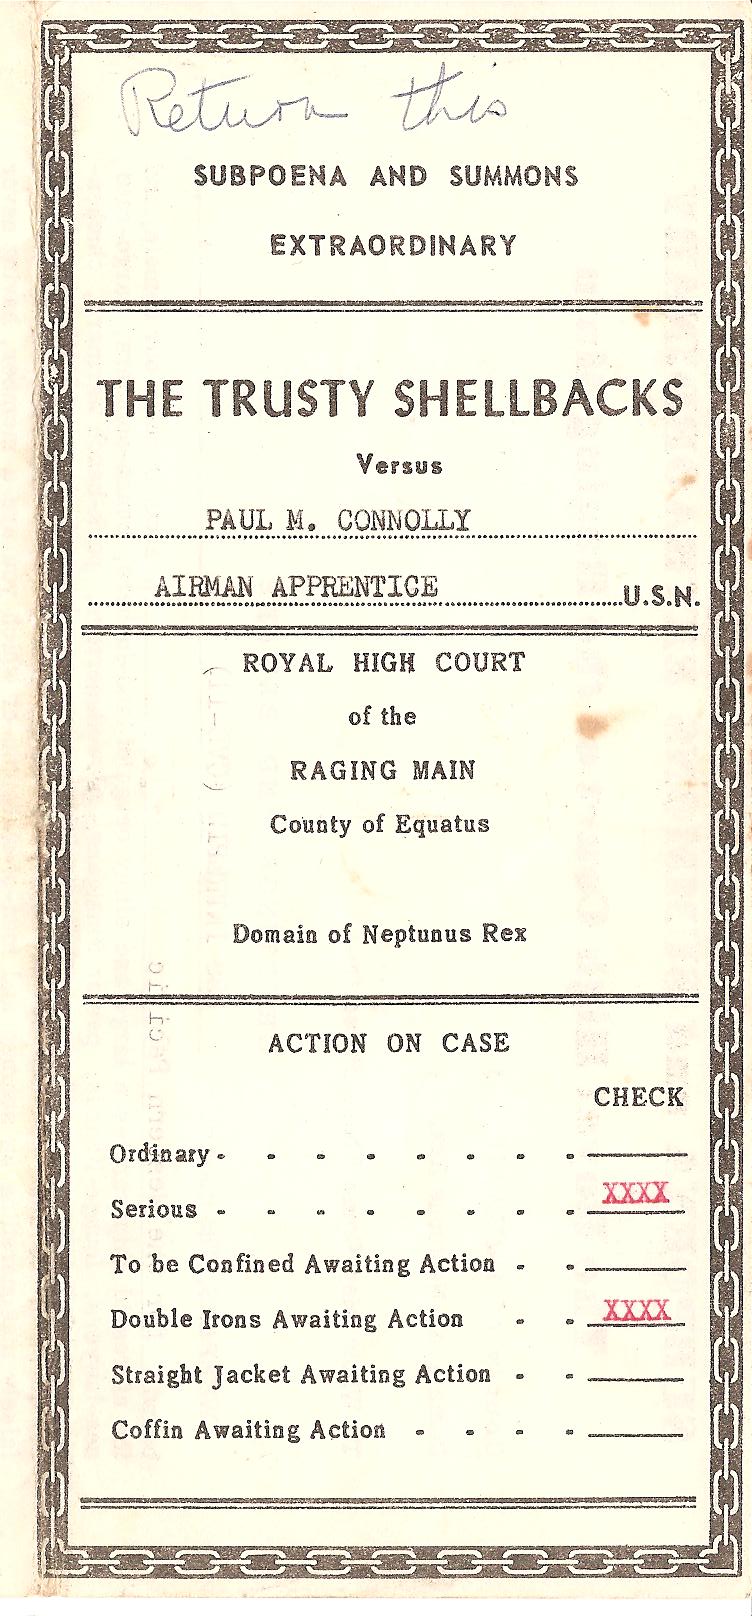 Return this
SUBPOENA AND SUMMONS
EXTRAORDINARY
THE TRUSTY SHELLBACKS
Versus
PAUL M. CONNOLLY
AIRMAN APPRENTICE U.S.N.
ROYAL HIGH COURT
of the
RAGING MAIN
County of Equatus
Domain of Neptunus Rex
ACTION ON CASE
CHECK
Ordinary - - - - - - - -
Serious - - - - - - - - XXXX
To be Confined Awaiting Action - -
Double Irons Awaiting Action - - XXXX
Straight Jacket Awaiting Action - -
Coffin Awaiting Action - - - -